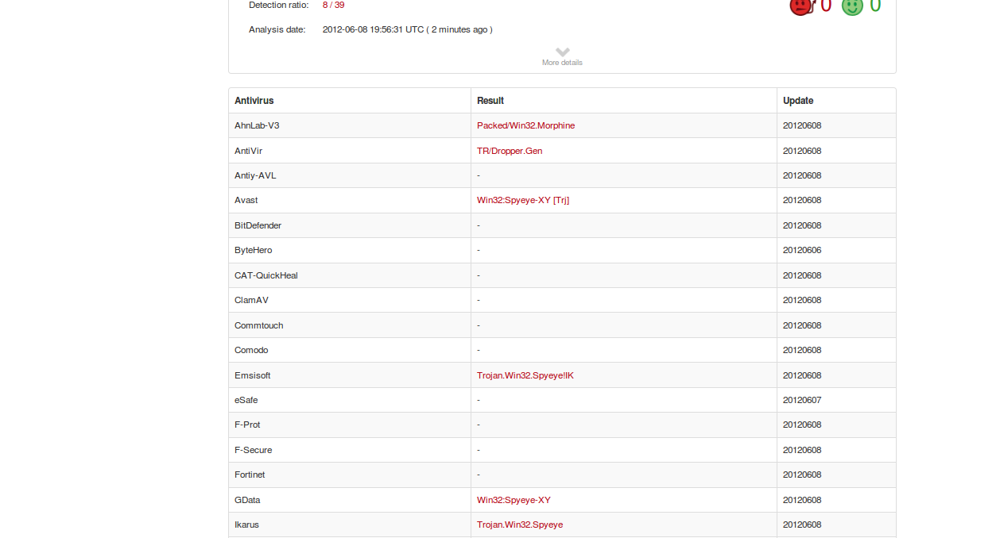 Detection ratio: 8 / 39 0 0
Analysis date: 2012-06-08 19:56:31 UTC ( 2 minutes ago )
More details
Antivirus Result Update
AhnLab-V3 Packed/Win32.Morphine 20120608
AntiVir TR/Dropper.Gen 20120608
Antiy-AVL - 20120608
Avast Win32:Spyeye-XY [Trj] 20120608
BitDefender - 20120608
ByteHero - 20120606
CAT-QuickHeal - 20120608
ClamAV - 20120608
Commtouch - 20120608
Comodo - 20120608
Emsisoft Trojan.Win32.Spyeye!IK 20120608
eSafe - 20120607
F-Prot - 20120608
F-Secure - 20120608
Fortinet - 20120608
GData Win32:Spyeye-XY 20120608
Ikarus Trojan.Win32.Spyeye 20120608